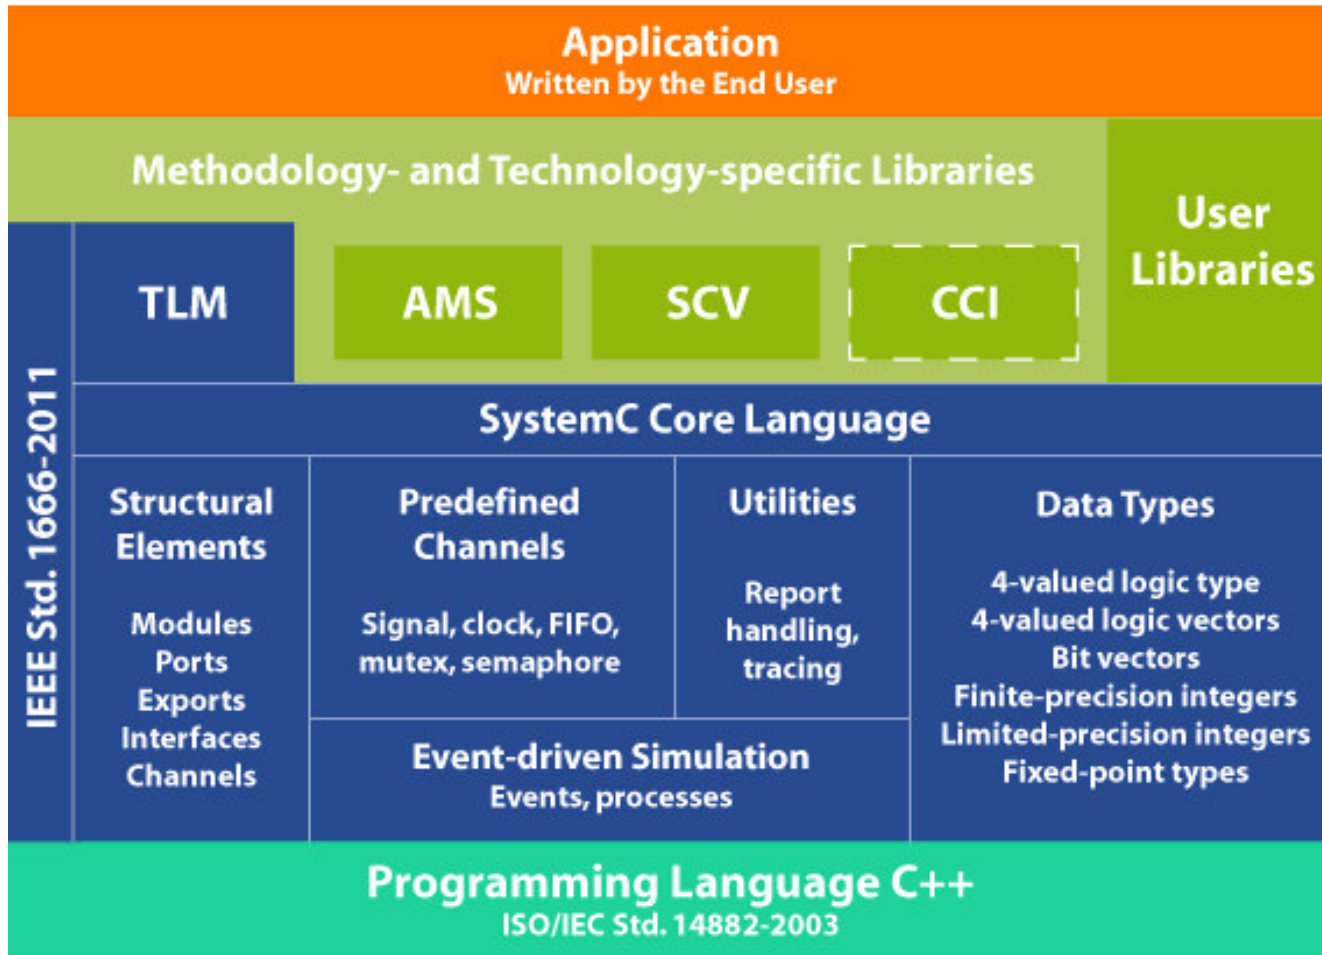 Application
Written by the End User
Methodology- and Technology-specific Libraries
User
Libraries
TLM
AMS
SCV
CCI
IEEE Std. 1666-2011
SystemC Core Language
Structural
Elements
Modules
Ports
Exports
Interfaces
Channels
Predefined
Channels
Signal, clock, FIFO,
mutex, semaphore
Utilities
Report
handling,
tracing
Event-driven Simulation
Events, processes
Data Types
4-valued logic type
4-valued logic vectors
Bit vectors
Finite-precision integers
Limited-precision integers
Fixed-point types
Programming Language C++
ISO/IEC Std. 14882-2003